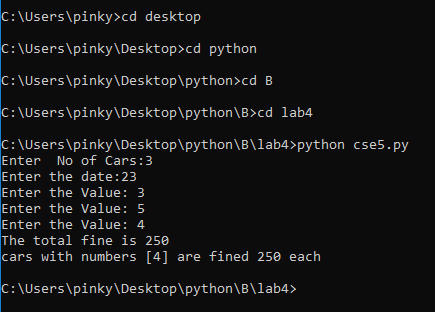 C:\Users\pinky>cd desktop
C:\Users\pinky\Desktop>cd python
C:\Users\pinky\Desktop\python>cd B
C:\Users\pinky\Desktop\python\B>cd lab4
C:\Users\pinky\Desktop\python\B\lab4>python cse5.py
Enter  No of Cars:3
Enter the date:23
Enter the Value: 3
Enter the Value: 5
Enter the Value: 4
The total fine is 250
cars with numbers [4] are fined 250 each
C:\Users\pinky\Desktop\python\B\lab4>